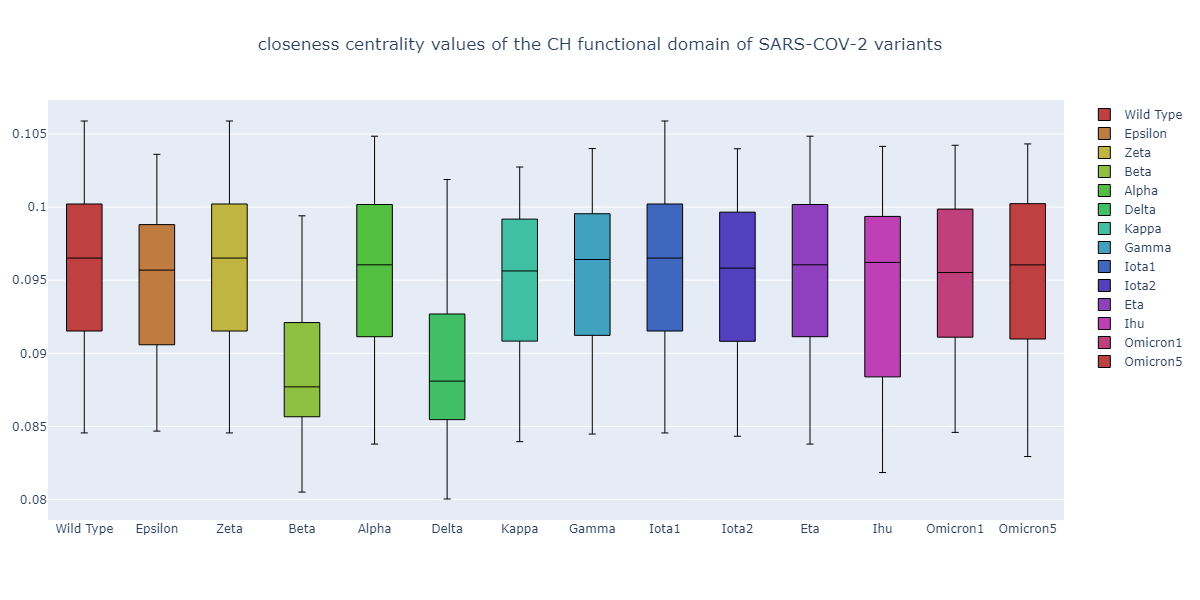 closeness centrality values of the CH functional domain of SARS-COV-2 variants
0.105
0.1
0.095
0.09
0.085
0.08
Wild Type Epsilon Zeta Beta Alpha Delta Kappa Gamma Iota1 Iota2 Eta Ihu Omicron1 Omicron5
Wild Type
Epsilon
Zeta
Beta
Alpha
Delta
Kappa
Gamma
Iota1
Iota2
Eta
Ihu
Omicron1
Omicron5